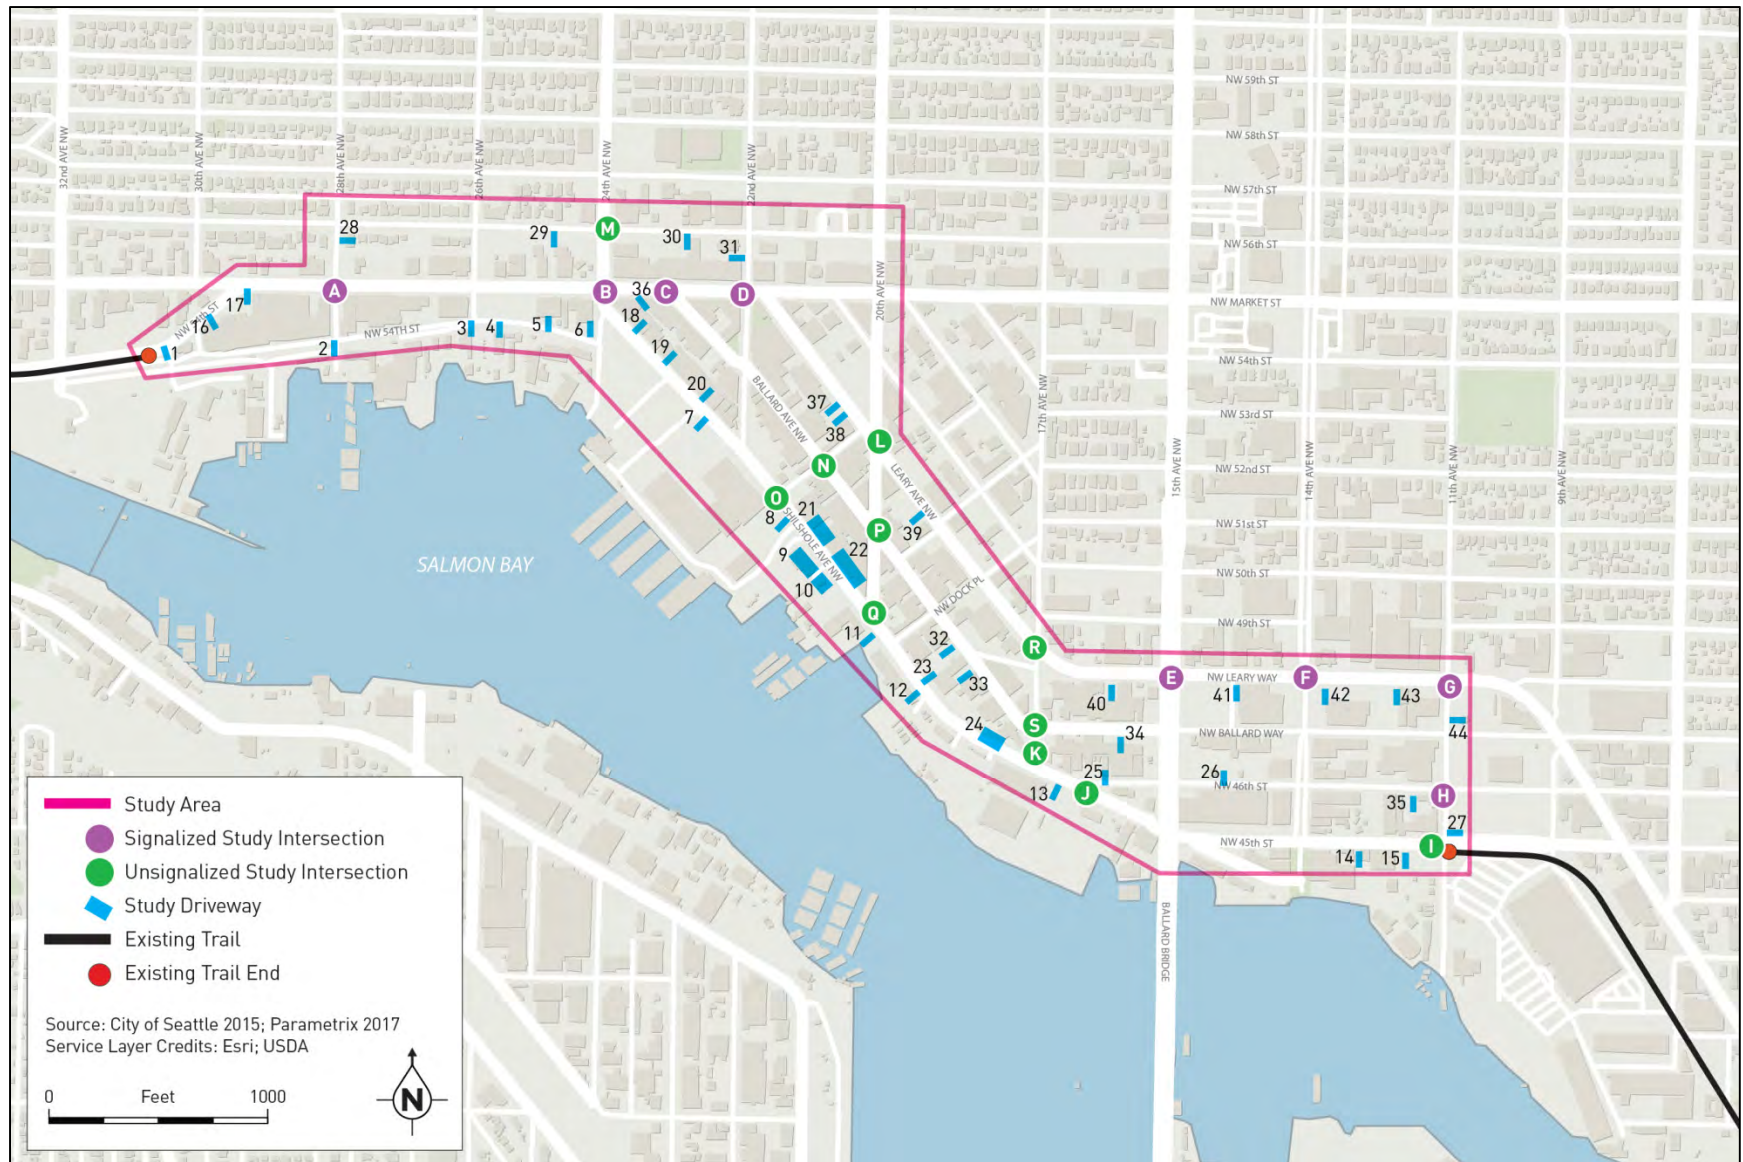 NW 59th ST
NW 58th ST
32nd AVE NW
30th AVE NW
28th AVE NW
26th AVE NW
24th AVE NW
22nd AVE NW
NW 57th ST
28
29
M
30
31
NW 56th ST
20th AVE NW
A
B
36
C
D
NW MARKET ST
17
16
NW 54th ST
1
2
NW 54TH ST
3
4
5
6
18
19
NW 54th ST
20
7
BALLARD AVE NW
37
38
17th AVE NW
NW 53rd ST
L
N
LEARY AVE NW
15th AVE NW
NW 52nd ST
14th AVE NW
11th AVE NW
9th AVE NW
O
21
8
SHILSHOLE AVE NW
P
39
NW 51st ST
SALMON BAY
9
22
10
NW DOCK PL
NW 50th ST
Q
11
32
R
NW 49th ST
23
33
12
E
NW LEARY WAY
F
G
40
41
42
43
24
S
K
34
NW BALLARD WAY
44
13
25
J
26
NW 46th ST
35
H
27
NW 45th ST
I
14
15
BALLARD BRIDGE
Study Area
Signalized Study Intersection
Unsignalized Study Intersection
Study Driveway
Existing Trail
Existing Trail End
Source: City of Seattle 2015; Parametrix 2017
Service Layer Credits: Esri; USDA
0 Feet 1000
N